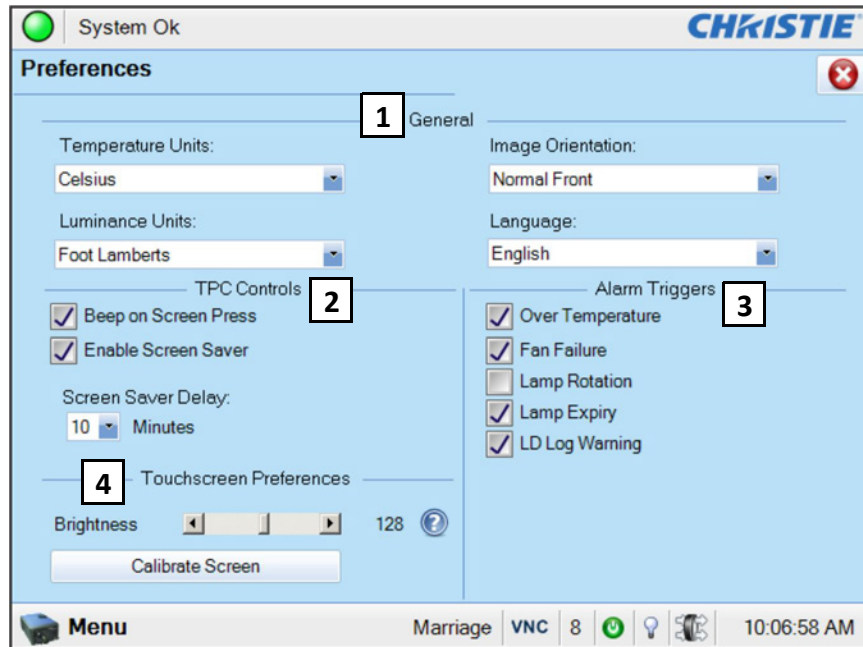 System Ok
CHRISTIE
Preferences
1 General
Temperature Units:
Celsius
Image Orientation:
Normal Front
Luminance Units:
Foot Lamberts
Language:
English
TPC Controls 2
Beep on Screen Press
Enable Screen Saver
Screen Saver Delay:
10 Minutes
Alarm Triggers 3
Over Temperature
Fan Failure
Lamp Rotation
Lamp Expiry
LD Log Warning
4 Touchscreen Preferences
Brightness 128 ?
Calibrate Screen
Menu Marriage VNC 8 10:06:58 AM